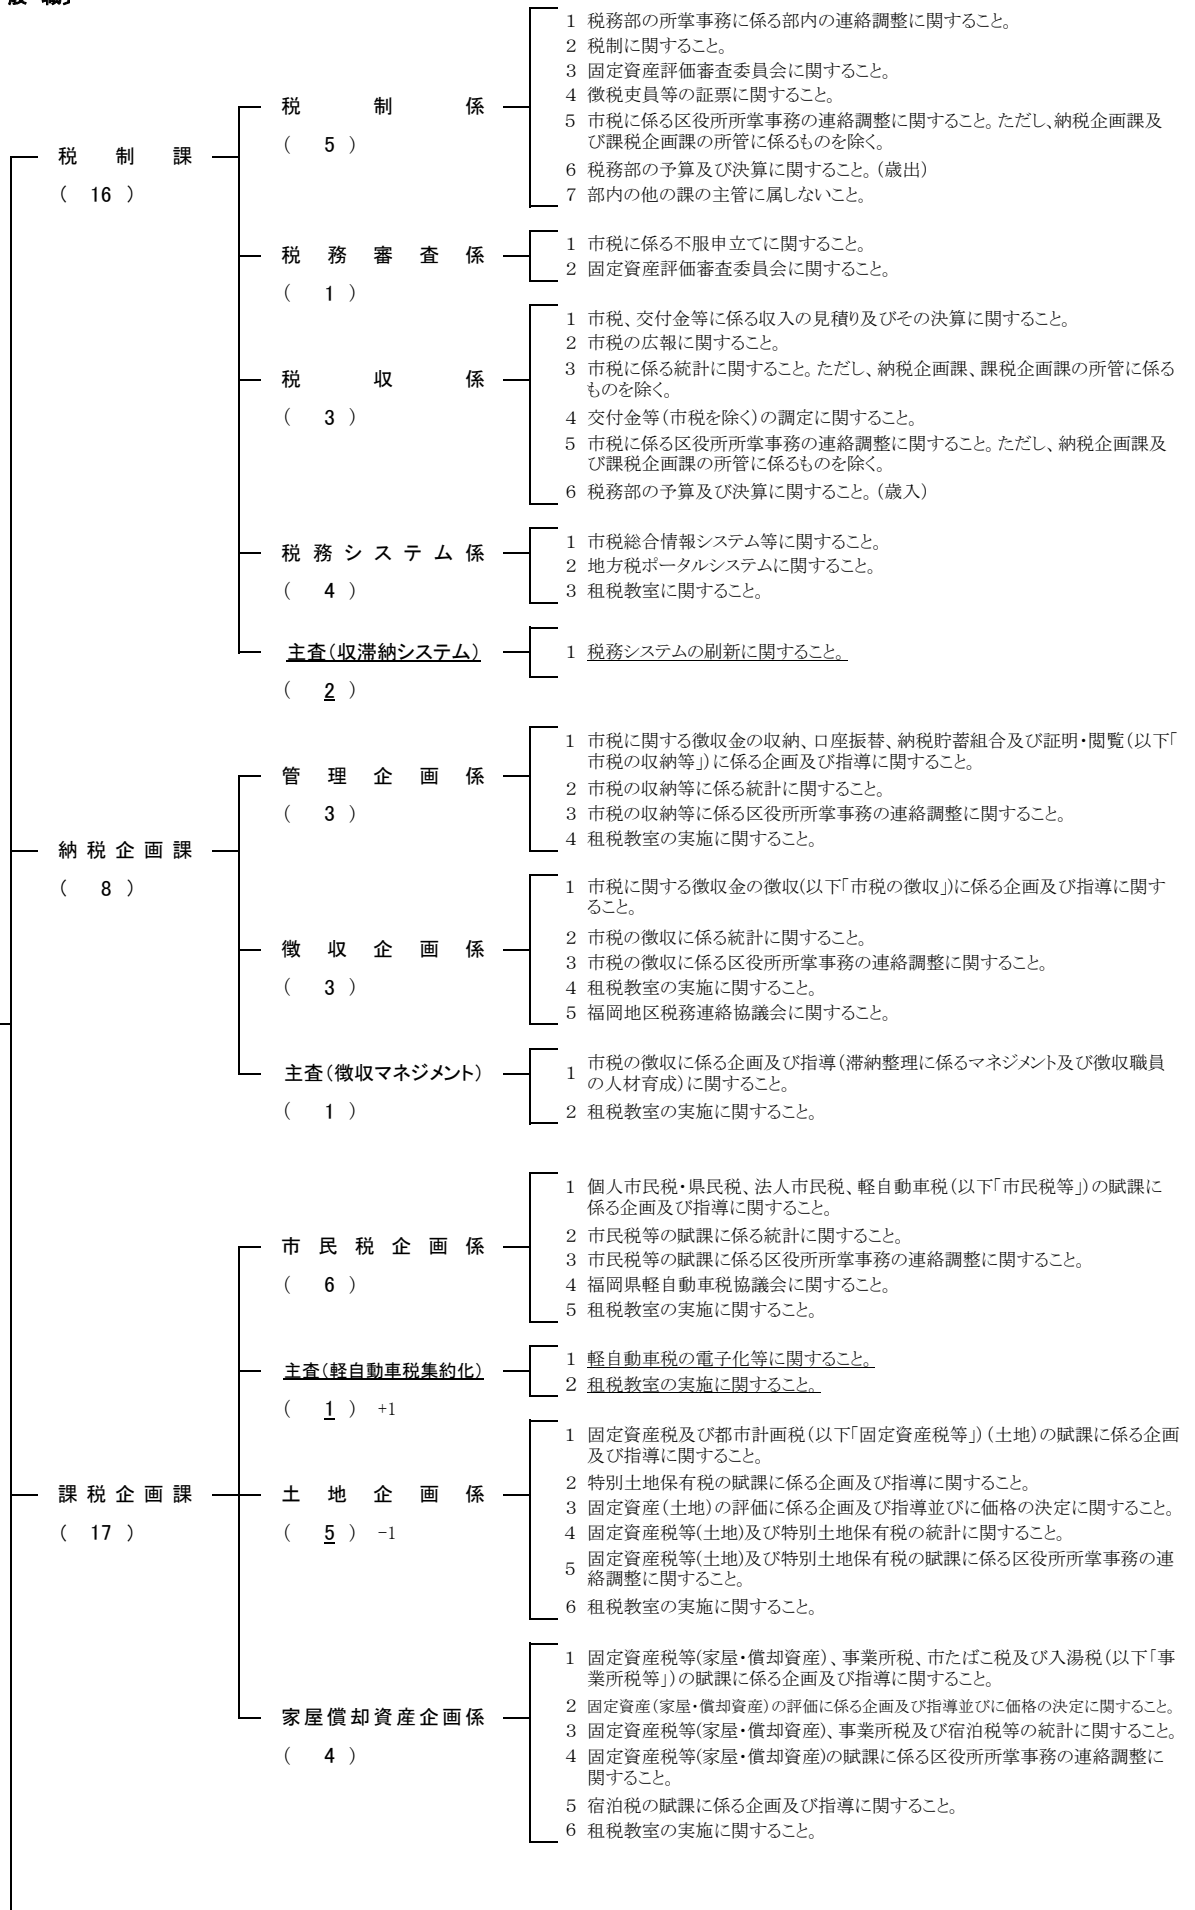 税制課
( 16 )
税制係
( 5 )
1 税務部の所掌事務に係る部内の連絡調整に関すること。
2 税制に関すること。
3 固定資産評価審査委員会に関すること。
4 徴税吏員等の証票に関すること。
5 市税に係る区役所所掌事務の連絡調整に関すること。ただし、納税企画課及
び課税企画課の所管に係るものを除く。
6 税務部の予算及び決算に関すること。(歳出)
7 部内の他の課の主管に属しないこと。
税務審査係
( 1 )
1 市税に係る不服申立てに関すること。
2 固定資産評価審査委員会に関すること。
税収係
( 3 )
1 市税、交付金等に係る収入の見積り及びその決算に関すること。
2 市税の広報に関すること。
3 市税に係る統計に関すること。ただし、納税企画課、課税企画課の所管に係る
ものを除く。
4 交付金等(市税を除く)の調定に関すること。
5 市税に係る区役所所掌事務の連絡調整に関すること。ただし、納税企画課及
び課税企画課の所管に係るものを除く。
6 税務部の予算及び決算に関すること。(歳入)
税務システム係
( 4 )
1 市税総合情報システム等に関すること。
2 地方税ポータルシステムに関すること。
3 租税教室に関すること。
主査(収滞納システム)
( 2 )
1 税務システムの刷新に関すること。
納税企画課
( 8 )
管理企画係
( 3 )
1 市税に関する徴収金の収納、口座振替、納税貯蓄組合及び証明・閲覧(以下「
市税の収納等」)に係る企画及び指導に関すること。
2 市税の収納等に係る統計に関すること。
3 市税の収納等に係る区役所所掌事務の連絡調整に関すること。
4 租税教室の実施に関すること。
徴収企画係
( 3 )
1 市税に関する徴収金の徴収(以下「市税の徴収」)に係る企画及び指導に関す
ること。
2 市税の徴収に係る統計に関すること。
3 市税の徴収に係る区役所所掌事務の連絡調整に関すること。
4 租税教室の実施に関すること。
5 福岡地区税務連絡協議会に関すること。
主査(徴収マネジメント)
( 1 )
1 市税の徴収に係る企画及び指導(滞納整理に係るマネジメント及び徴収職員
の人材育成)に関すること。
2 租税教室の実施に関すること。
課税企画課
( 17 )
市民税企画係
( 6 )
1 個人市民税・県民税、法人市民税、軽自動車税(以下「市民税等」)の賦課に
係る企画及び指導に関すること。
2 市民税等の賦課に係る統計に関すること。
3 市民税等の賦課に係る区役所所掌事務の連絡調整に関すること。
4 福岡県軽自動車税協議会に関すること。
5 租税教室の実施に関すること。
主査(軽自動車税集約化)
( 1 ) +1
1 軽自動車税の電子化等に関すること。
2 租税教室の実施に関すること。
土地企画係
( 5 ) -1
1 固定資産税及び都市計画税(以下「固定資産税等」)(土地)の賦課に係る企画
及び指導に関すること。
2 特別土地保有税の賦課に係る企画及び指導に関すること。
3 固定資産(土地)の評価に係る企画及び指導並びに価格の決定に関すること。
4 固定資産税等(土地)及び特別土地保有税の統計に関すること。
5 固定資産税等(土地)及び特別土地保有税の賦課に係る区役所所掌事務の連
絡調整に関すること。
6 租税教室の実施に関すること。
家屋償却資産企画係
( 4 )
1 固定資産税等(家屋・償却資産)、事業所税、市たばこ税及び入湯税(以下「事
業所税等」)の賦課に係る企画及び指導に関すること。
2 固定資産(家屋・償却資産)の評価に係る企画及び指導並びに価格の決定に関すること。
3 固定資産税等(家屋・償却資産)、事業所税及び宿泊税等の統計に関すること。
4 固定資産税等(家屋・償却資産)の賦課に係る区役所所掌事務の連絡調整に
関すること。
5 宿泊税の賦課に係る企画及び指導に関すること。
6 租税教室の実施に関すること。